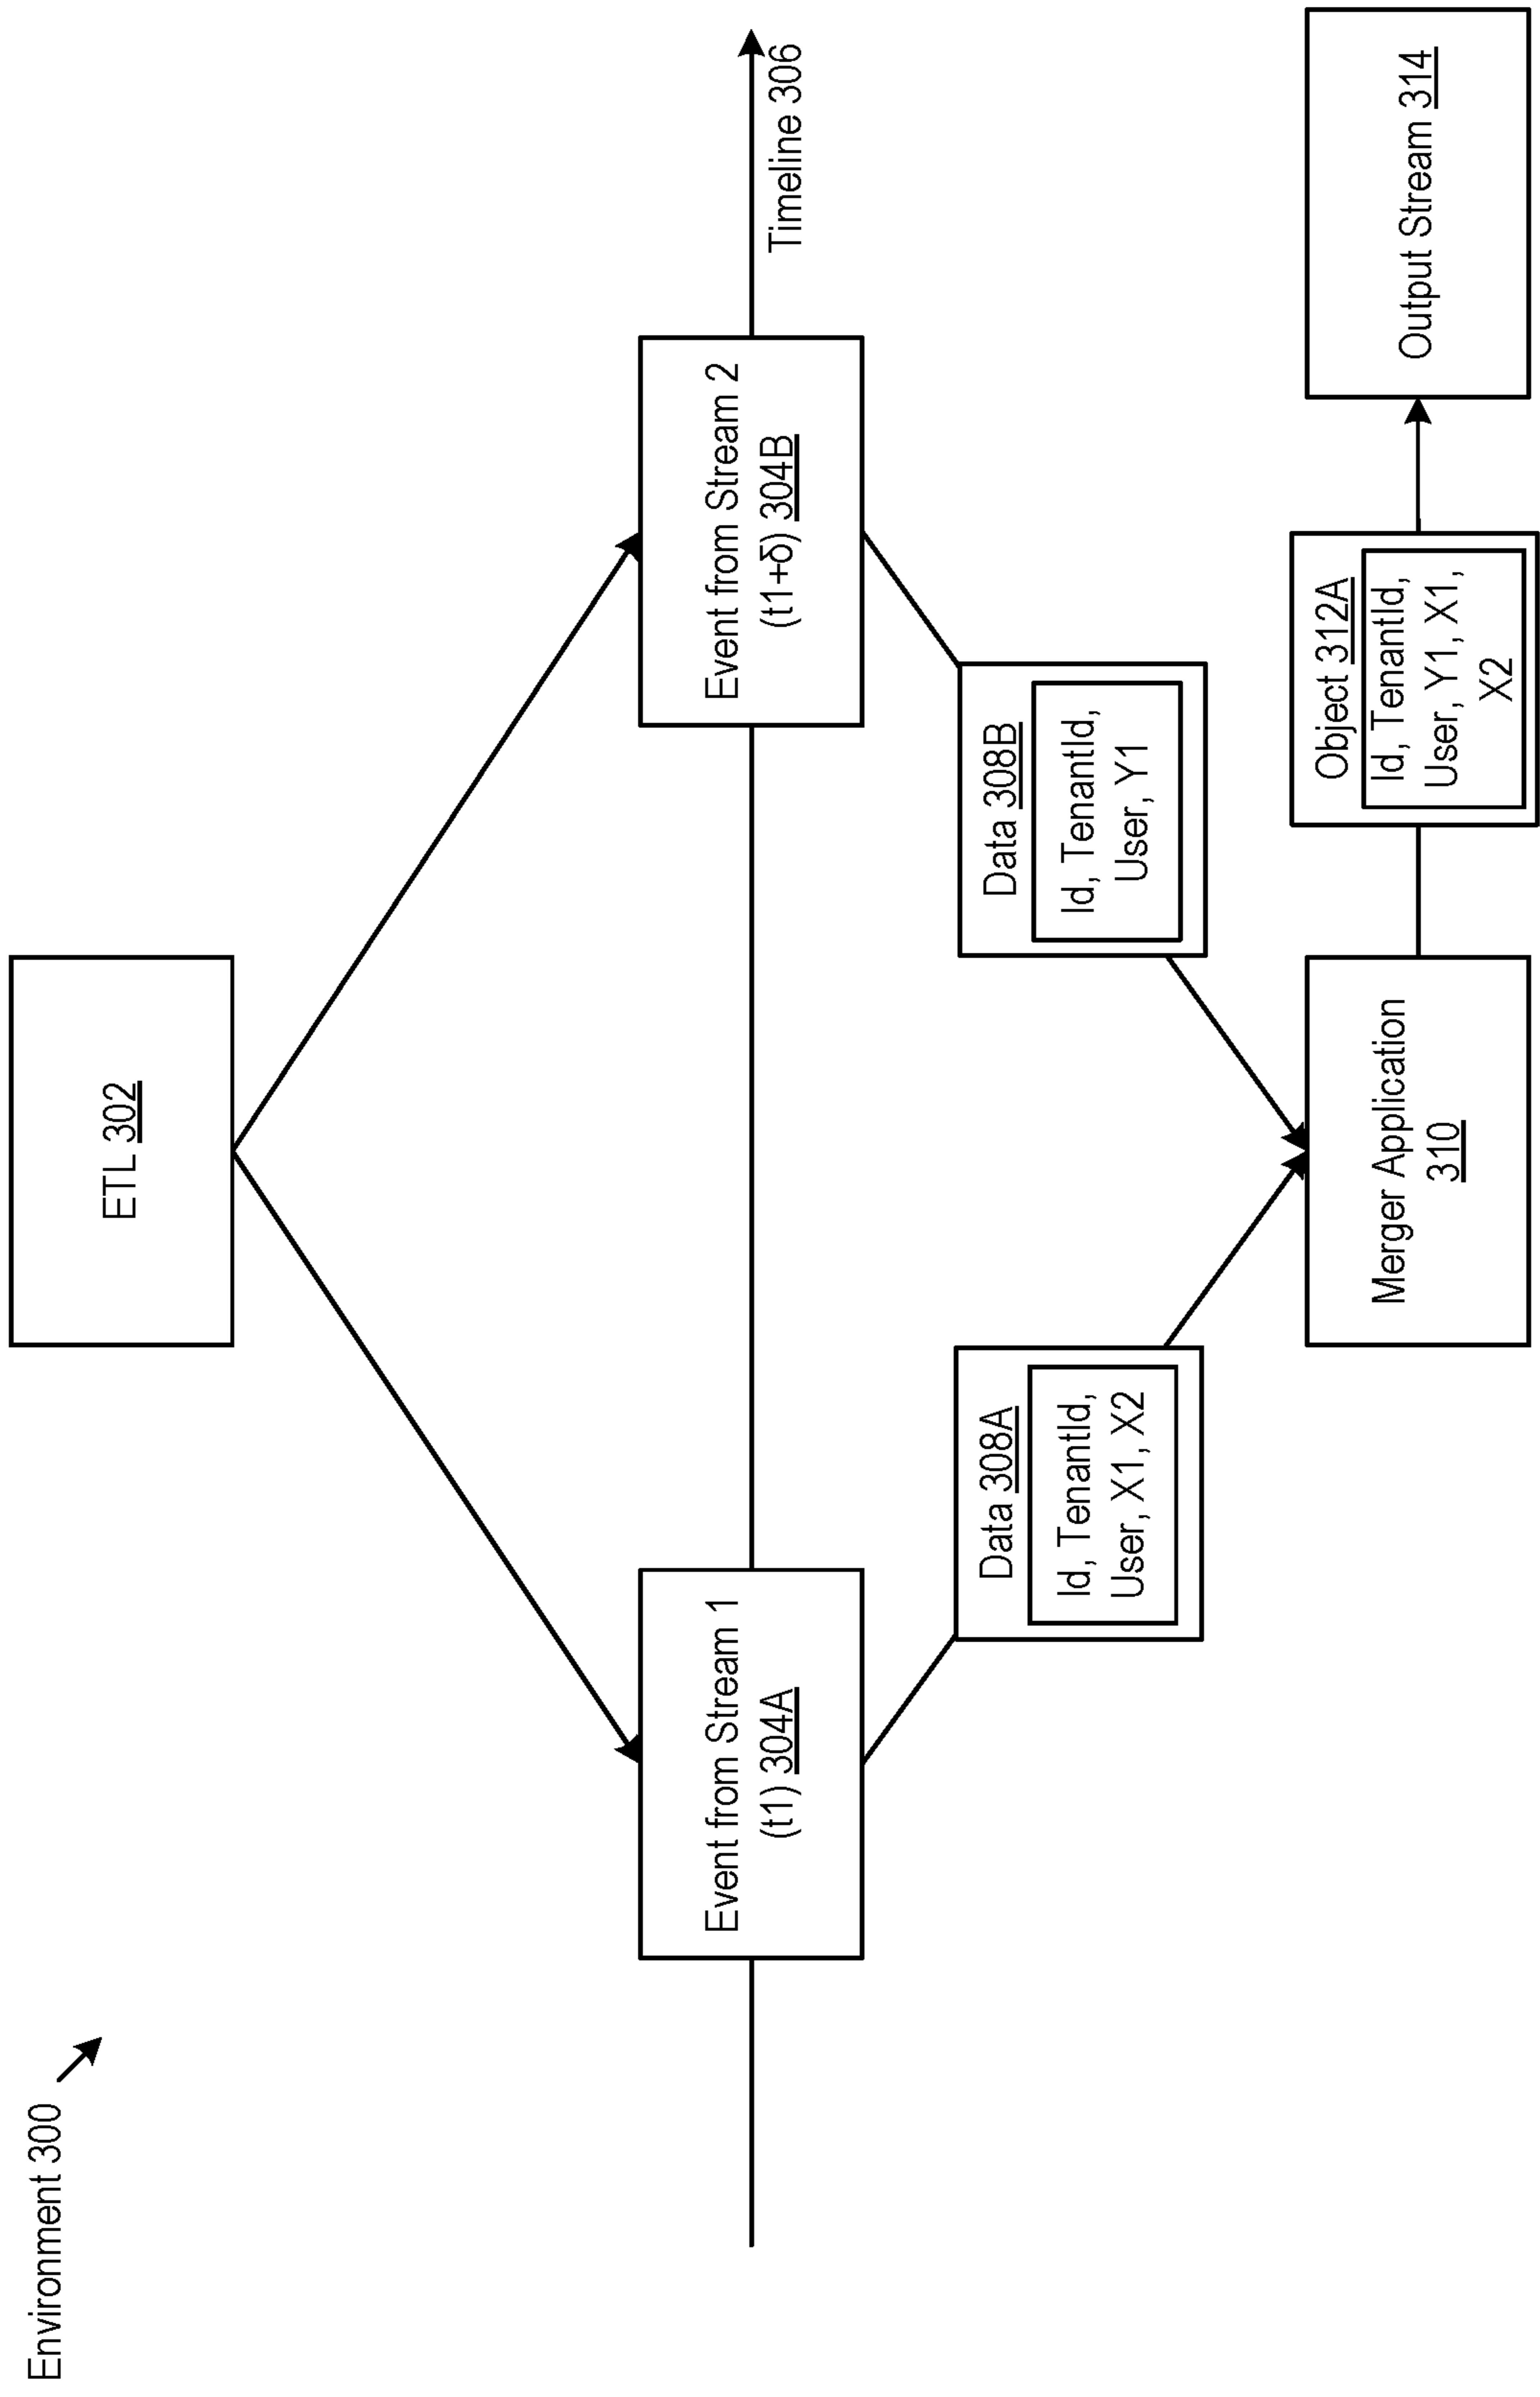 Environment 300
ETL 302
Event from Stream 1
(t1) 304A
Event from Stream 2
(t1+δ) 304B
Timeline 306
Data 308A
Id, TenantId,
User, X1, X2
Data 308B
Id, TenantId,
User, Y1
Merger Application
310
Object 312A
Id, TenantId,
User, Y1, X1,
X2
Output Stream 314